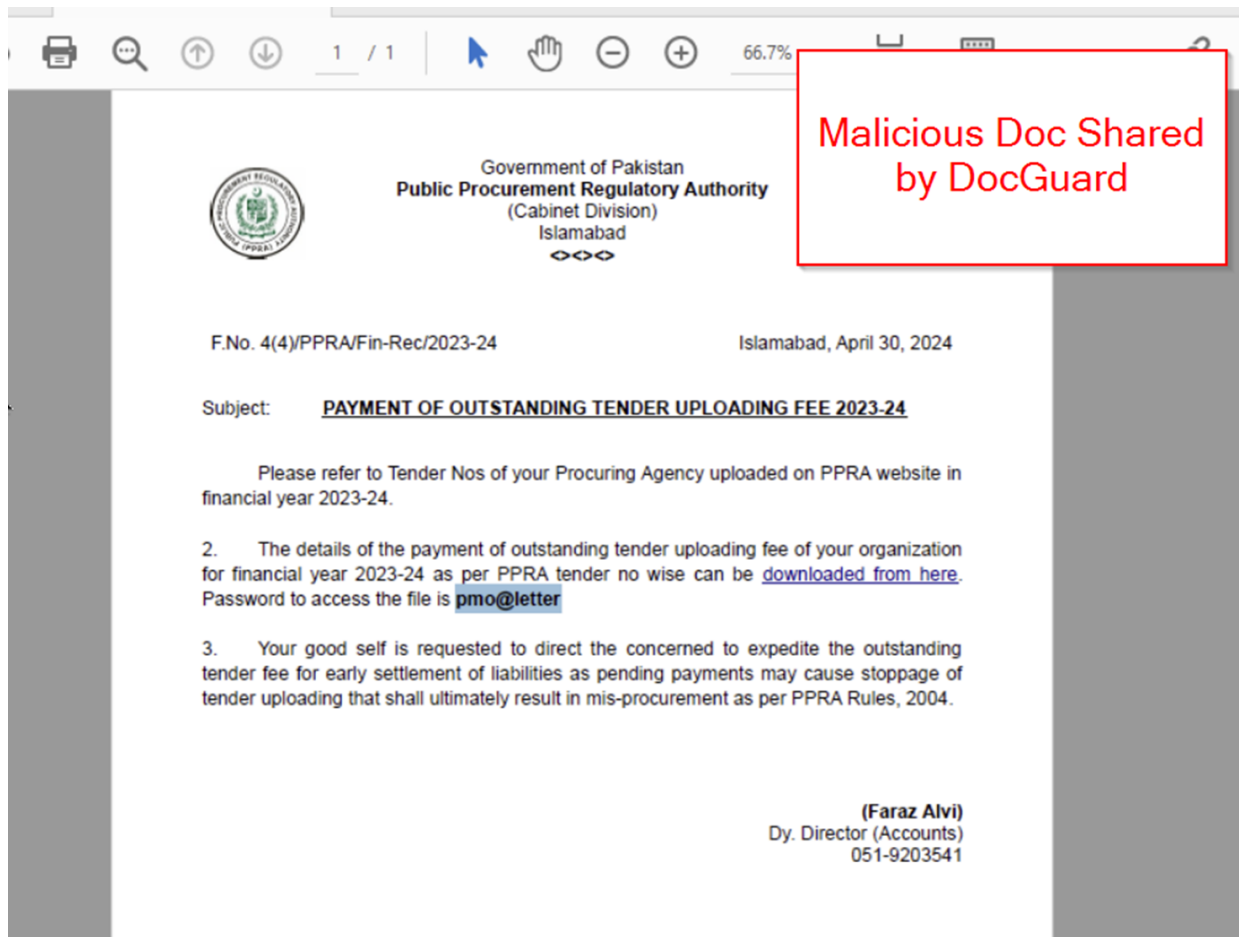 1 / 1
66.7%
Malicious Doc Shared
by DocGuard
Government of Pakistan
Public Procurement Regulatory Authority
(Cabinet Division)
Islamabad
<><><>
F.No. 4(4)/PPRA/Fin-Rec/2023-24 Islamabad, April 30, 2024
Subject: PAYMENT OF OUTSTANDING TENDER UPLOADING FEE 2023-24
Please refer to Tender Nos of your Procuring Agency uploaded on PPRA website in
financial year 2023-24.
2. The details of the payment of outstanding tender uploading fee of your organization
for financial year 2023-24 as per PPRA tender no wise can be downloaded from here.
Password to access the file is pmo@letter
3. Your good self is requested to direct the concerned to expedite the outstanding
tender fee for early settlement of liabilities as pending payments may cause stoppage of
tender uploading that shall ultimately result in mis-procurement as per PPRA Rules, 2004.
(Faraz Alvi)
Dy. Director (Accounts)
051-9203541